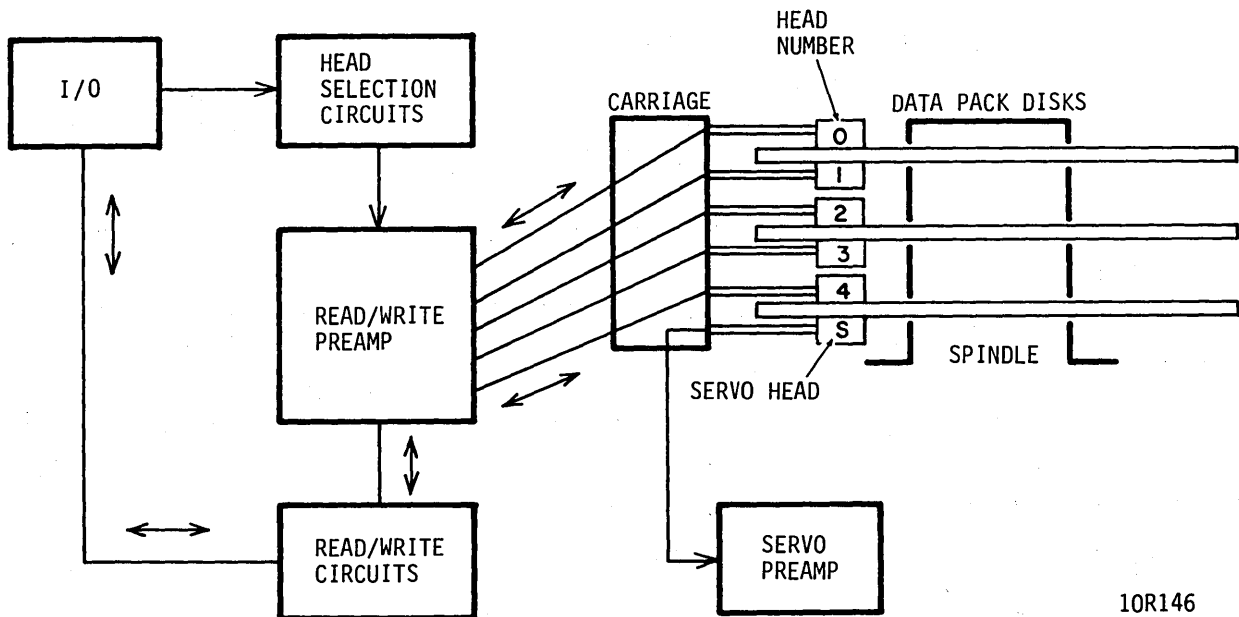 HEAD
NUMBER
I/O
HEAD
SELECTION
CIRCUITS
CARRIAGE
DATA PACK DISKS
0
1
2
3
4
S
READ/WRITE
PREAMP
SPINDLE
SERVO HEAD
READ/WRITE
CIRCUITS
SERVO
PREAMP
10R146